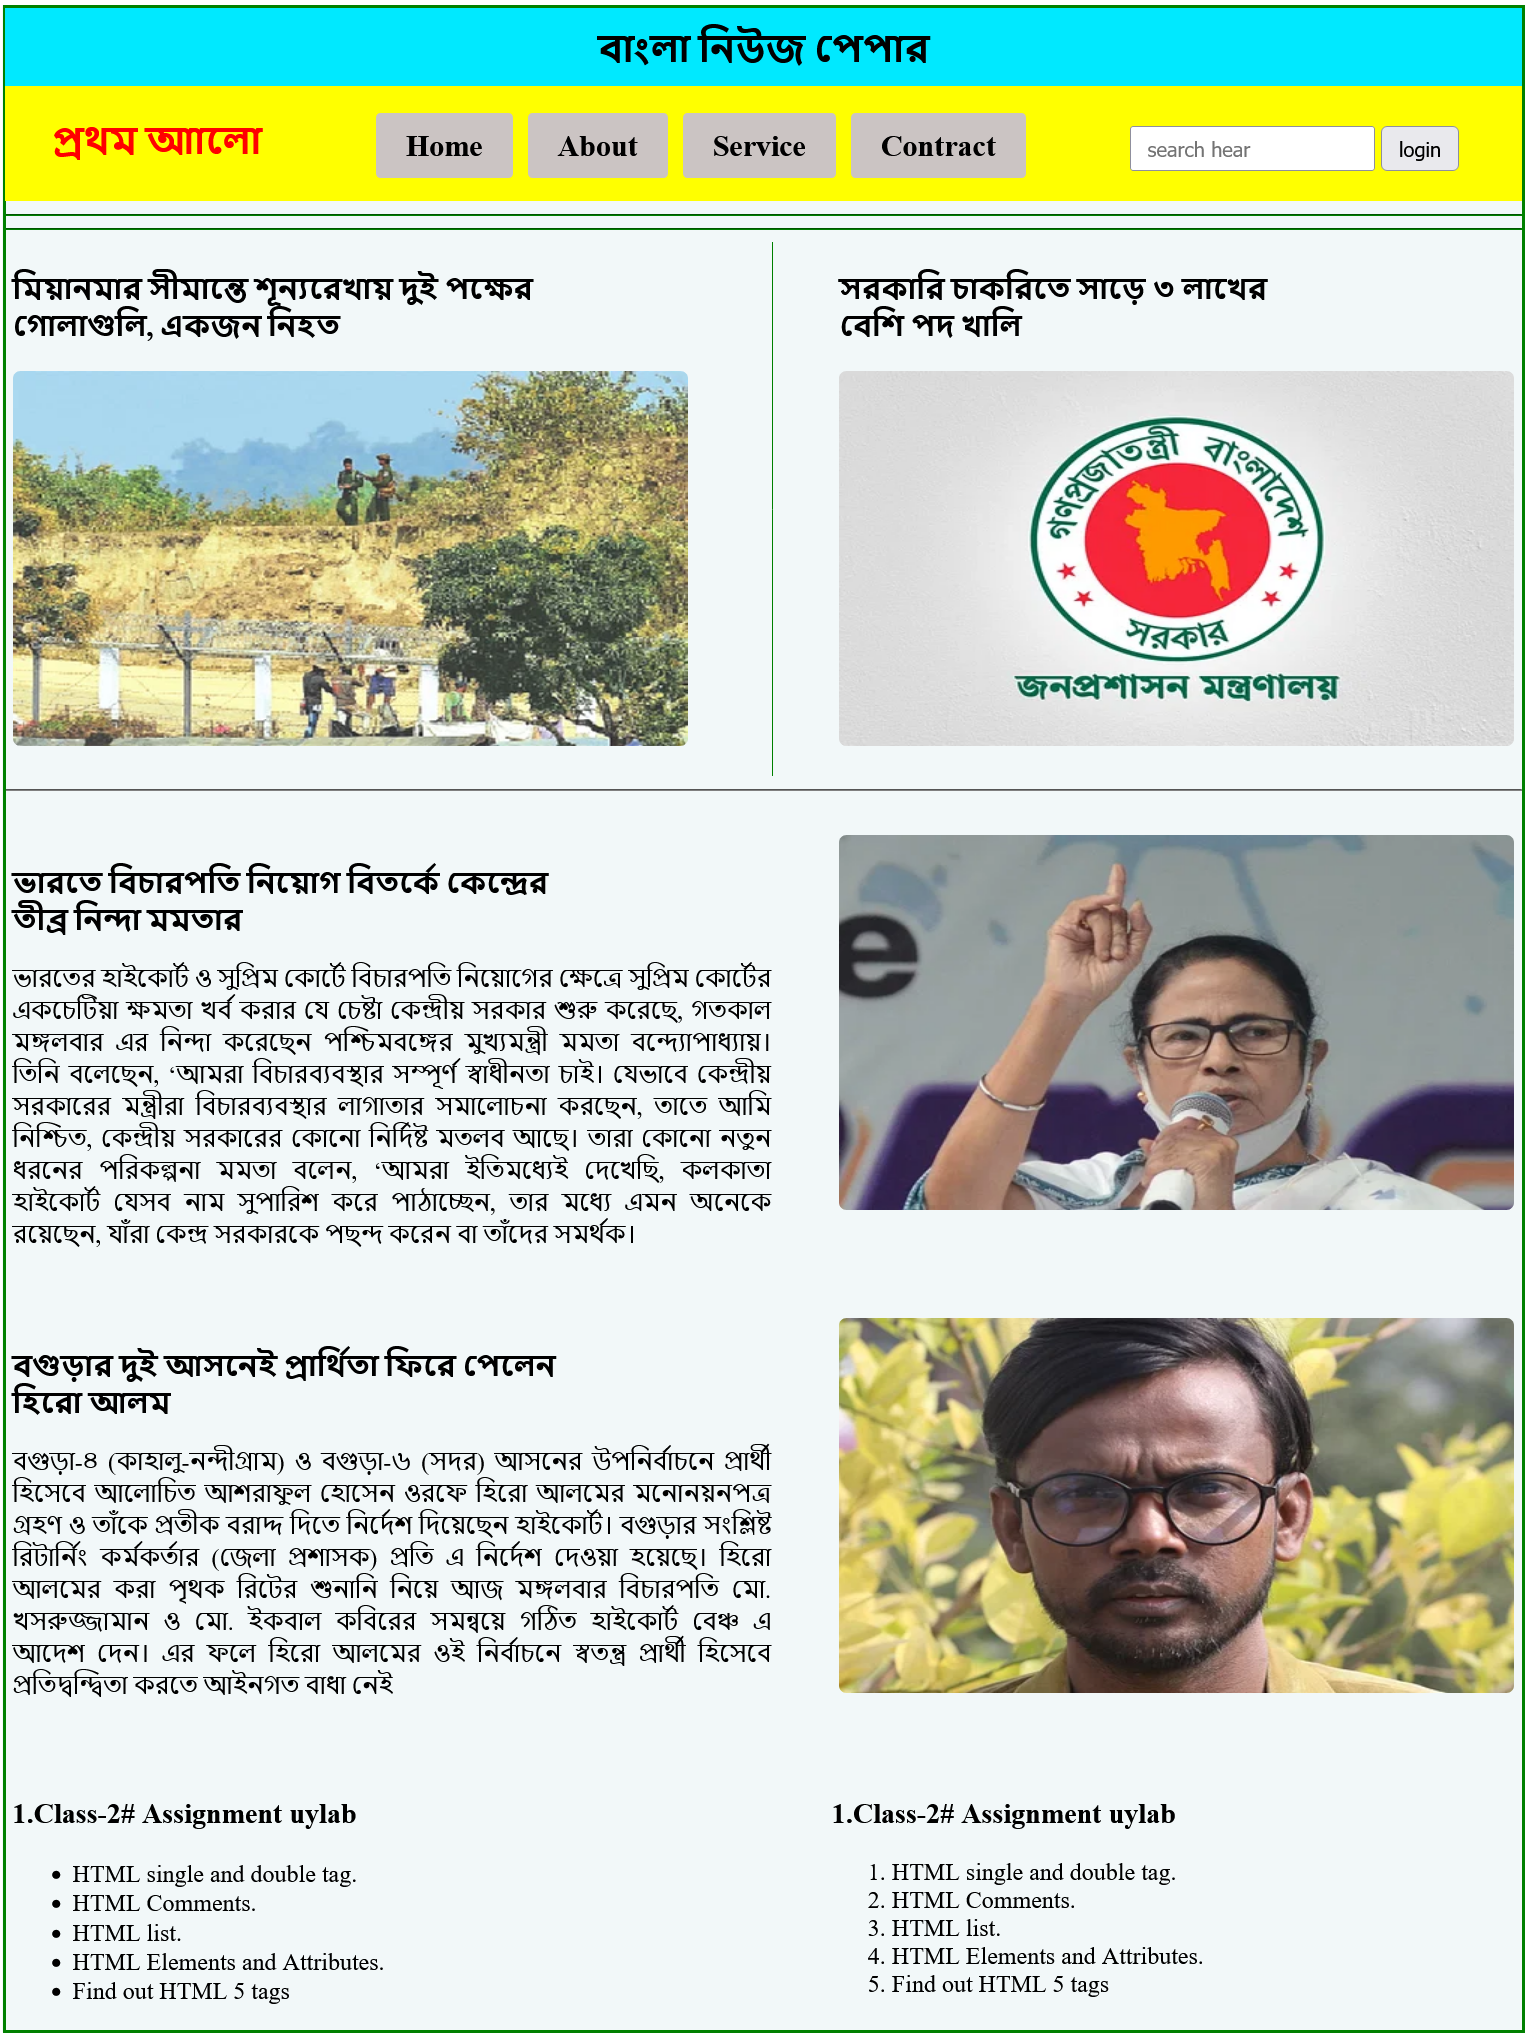 বাংলা নিউজ পেপার
প্রথম আালো
Home About Service Contract search hear login
মিয়ানমার সীমান্তে শূন্যরেখায় দুই পক্ষের
গোলাগুলি, একজন নিহত
সরকারি চাকরিতে সাড়ে ৩ লাখের
বেশি পদ খালি
গণপ্রজাতন্ত্রী বাংলাদেশ
সরকার
জনপ্রশাসন মন্ত্রণালয়
ভারতে বিচারপতি নিয়োগ বিতর্কে কেন্দ্রের
তীব্র নিন্দা মমতার
ভারতের হাইকোর্ট ও সুপ্রিম কোর্টে বিচারপতি নিয়োগের ক্ষেত্রে সুপ্রিম কোর্টের
একচেটিয়া ক্ষমতা খর্ব করার যে চেষ্টা কেন্দ্রীয় সরকার শুরু করেছে, গতকাল
মঙ্গলবার এর নিন্দা করেছেন পশ্চিমবঙ্গের মুখ্যমন্ত্রী মমতা বন্দ্যোপাধ্যায়।
তিনি বলেছেন, ‘আমরা বিচারব্যবস্থার সম্পূর্ণ স্বাধীনতা চাই। যেভাবে কেন্দ্রীয়
সরকারের মন্ত্রীরা বিচারব্যবস্থার লাগাতার সমালোচনা করছেন, তাতে আমি
নিশ্চিত, কেন্দ্রীয় সরকারের কোনো নির্দিষ্ট মতলব আছে। তারা কোনো নতুন
ধরনের পরিকল্পনা মমতা বলেন, ‘আমরা ইতিমধ্যেই দেখেছি, কলকাতা
হাইকোর্ট যেসব নাম সুপারিশ করে পাঠাচ্ছেন, তার মধ্যে এমন অনেকে
রয়েছেন, যাঁরা কেন্দ্র সরকারকে পছন্দ করেন বা তাঁদের সমর্থক।
e
বগুড়ার দুই আসনেই প্রার্থিতা ফিরে পেলেন
হিরো আলম
বগুড়া-৪ (কাহালু-নন্দীগ্রাম) ও বগুড়া-৬ (সদর) আসনের উপনির্বাচনে প্রার্থী
হিসেবে আলোচিত আশরাফুল হোসেন ওরফে হিরো আলমের মনোনয়নপত্র
গ্রহণ ও তাঁকে প্রতীক বরাদ্দ দিতে নির্দেশ দিয়েছেন হাইকোর্ট। বগুড়ার সংশ্লিষ্ট
রিটার্নিং কর্মকর্তার (জেলা প্রশাসক) প্রতি এ নির্দেশ দেওয়া হয়েছে। হিরো
আলমের করা পৃথক রিটের শুনানি নিয়ে আজ মঙ্গলবার বিচারপতি মো.
খসরুজ্জামান ও মো. ইকবাল কবিরের সমন্বয়ে গঠিত হাইকোর্ট বেঞ্চ এ
আদেশ দেন। এর ফলে হিরো আলমের ওই নির্বাচনে স্বতন্ত্র প্রার্থী হিসেবে
প্রতিদ্বন্দ্বিতা করতে আইনগত বাধা নেই
1.Class-2# Assignment uylab
• HTML single and double tag.
• HTML Comments.
• HTML list.
• HTML Elements and Attributes.
• Find out HTML 5 tags
1.Class-2# Assignment uylab
1. HTML single and double tag.
2. HTML Comments.
3. HTML list.
4. HTML Elements and Attributes.
5. Find out HTML 5 tags